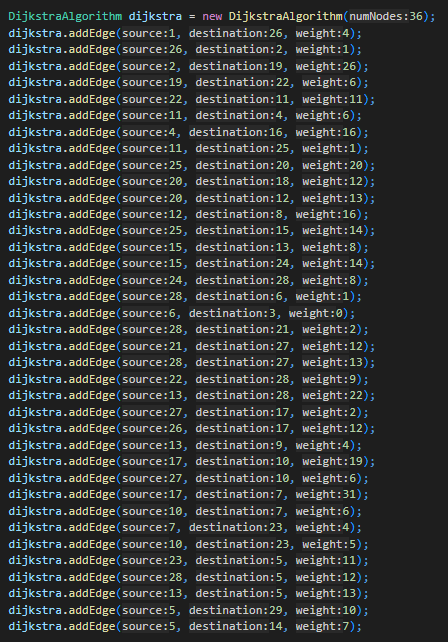 DijkstraAlgorithm dijkstra = new DijkstraAlgorithm(numNodes:36);
dijkstra.addEdge(source:1, destination:26, weight:4);
dijkstra.addEdge(source:26, destination:2, weight:1);
dijkstra.addEdge(source:2, destination:19, weight:26);
dijkstra.addEdge(source:19, destination:22, weight:6);
dijkstra.addEdge(source:22, destination:11, weight:11);
dijkstra.addEdge(source:11, destination:4, weight:6);
dijkstra.addEdge(source:4, destination:16, weight:16);
dijkstra.addEdge(source:11, destination:25, weight:1);
dijkstra.addEdge(source:25, destination:20, weight:20);
dijkstra.addEdge(source:20, destination:18, weight:12);
dijkstra.addEdge(source:20, destination:12, weight:13);
dijkstra.addEdge(source:12, destination:8, weight:16);
dijkstra.addEdge(source:25, destination:15, weight:14);
dijkstra.addEdge(source:15, destination:13, weight:8);
dijkstra.addEdge(source:15, destination:24, weight:14);
dijkstra.addEdge(source:24, destination:28, weight:8);
dijkstra.addEdge(source:28, destination:6, weight:1);
dijkstra.addEdge(source:6, destination:3, weight:0);
dijkstra.addEdge(source:28, destination:21, weight:2);
dijkstra.addEdge(source:21, destination:27, weight:12);
dijkstra.addEdge(source:28, destination:27, weight:13);
dijkstra.addEdge(source:22, destination:28, weight:9);
dijkstra.addEdge(source:13, destination:28, weight:22);
dijkstra.addEdge(source:27, destination:17, weight:2);
dijkstra.addEdge(source:26, destination:17, weight:12);
dijkstra.addEdge(source:13, destination:9, weight:4);
dijkstra.addEdge(source:17, destination:10, weight:19);
dijkstra.addEdge(source:27, destination:10, weight:6);
dijkstra.addEdge(source:17, destination:7, weight:31);
dijkstra.addEdge(source:10, destination:7, weight:6);
dijkstra.addEdge(source:7, destination:23, weight:4);
dijkstra.addEdge(source:10, destination:23, weight:5);
dijkstra.addEdge(source:23, destination:5, weight:11);
dijkstra.addEdge(source:28, destination:5, weight:12);
dijkstra.addEdge(source:13, destination:5, weight:13);
dijkstra.addEdge(source:5, destination:29, weight:10);
dijkstra.addEdge(source:5, destination:14, weight:7);